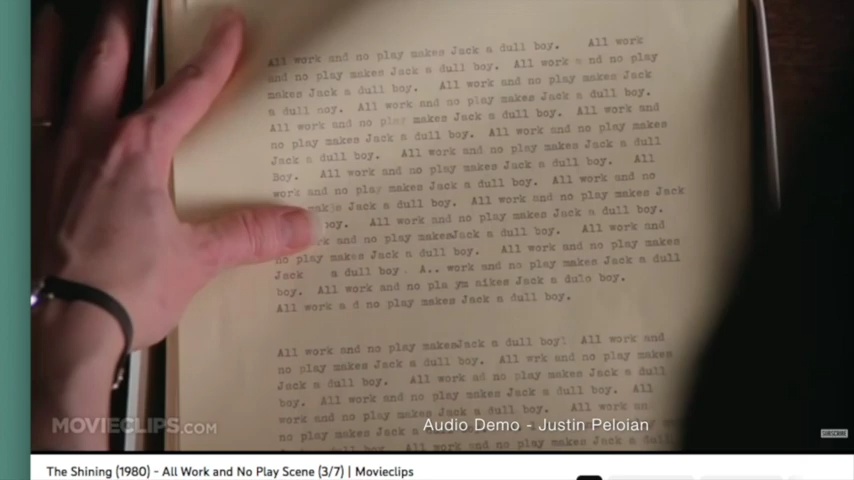 All work and no play makes Jack a dull boy.   All work
and no play makes Jack a dull boy.  All work a nd no play
makes Jack a dull boy.   All work and no play makes Jack
a dull boy.  All work and no play makes Jack a dull boy.
All work and no play makes Jack a dull boy.  All work and
no play makes Jack a dull boy.  All work and no play makes
Jack a dull boy.   All work and no play makes Jack a dull
Boy.   All work and no play makes Jack a dull boy.   All
work and no play makes Jack a dull boy.  All work and no
Jack a dull boy.  All work and no play makes Jack
boy.   All work and no play makes Jack a dull boy.
and no play makesJack a dull boy.   All work and
no play makes Jack a dull boy.   All work and no play makes
Jack    a dull boy .  A.. work and no play makes Jack a dull
boy.  All work and no pla ym aikes Jack a dulo boy.
All work a d no play makes Jack a dull boy.
All work and no play makesJack a dull boy!  All work and
no play makes Jack a dull boy.  All wrk and no play makes
Jack a dull boy.   All work ad no play makes Jack a dull
boy.  All work and no play makes Jack a dull boy.  All
work and no play makes Jack a dull boy.   All work an
no play makes Jack a
MOVIECLIPS.COM
Audio Demo - Justin Peloian
SUBSCRIBE
The Shining (1980) - All Work and No Play Scene (3/7) | Movieclips